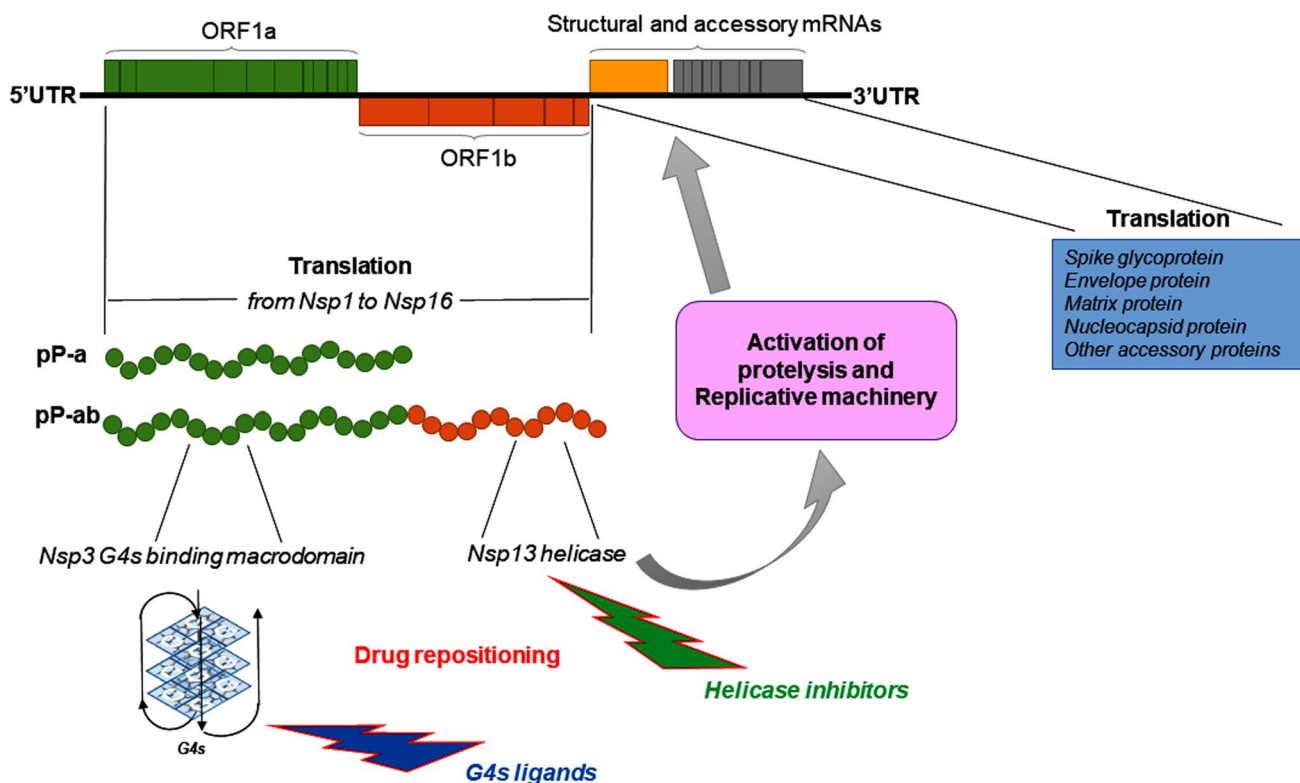 ORF1a
Structural and accessory mRNAs
5'UTR
3'UTR
ORF1b
Translation
Spike glycoprotein
Envelope protein
Matrix protein
Nucleocapsid protein
Other accessory proteins
Translation
from Nsp1 to Nsp16
Activation of
protelysis and
Replicative machinery
pP-a
pP-ab
Nsp3 G4s binding macrodomain
Nsp13 helicase
Drug repositioning
Helicase inhibitors
G4s
G4s ligands